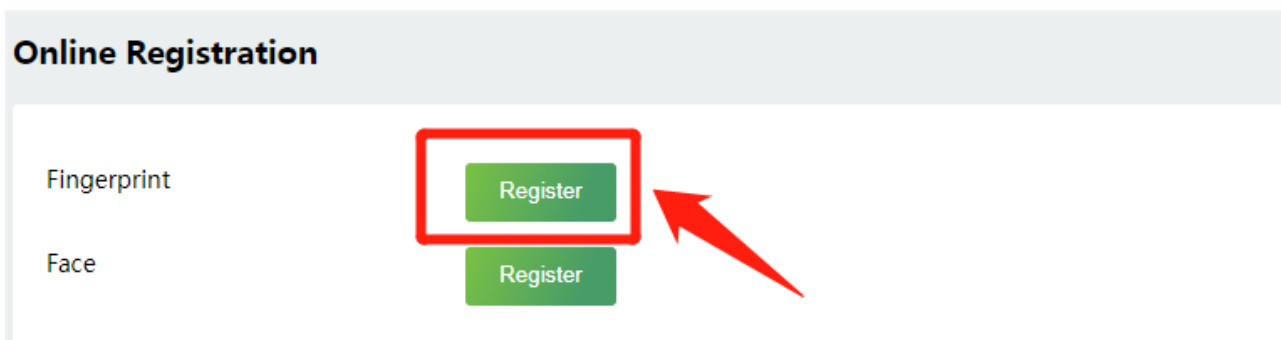 Online Registration
Fingerprint
Register
Face
Register